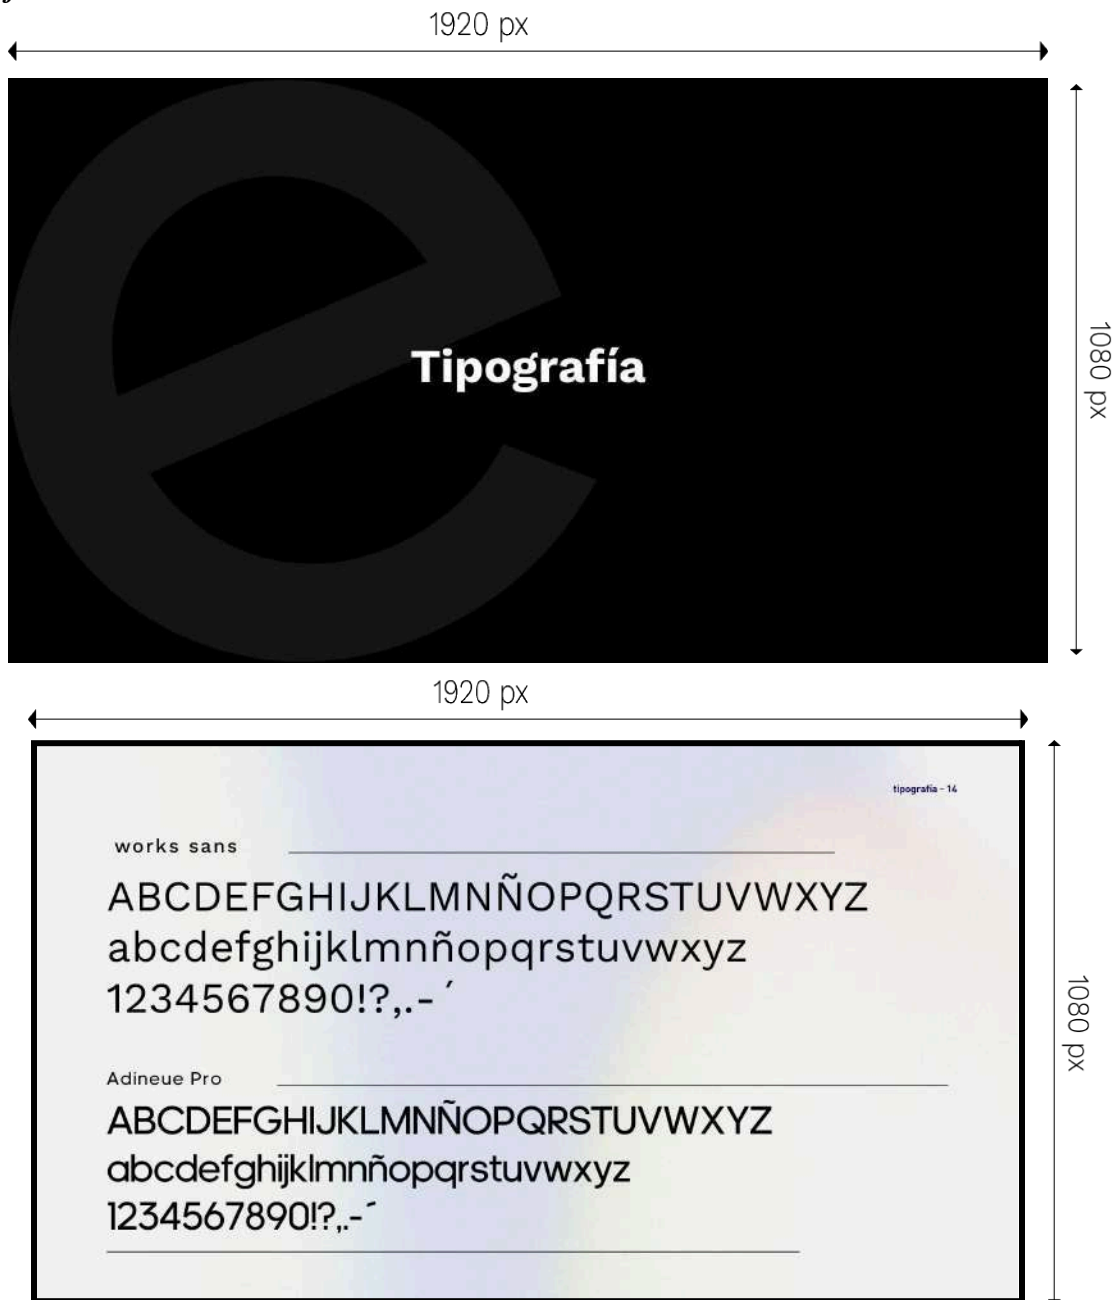 1920 px
Tipografía
1080 px
1920 px
tipografía - 14
works sans
ABCDEFGHIJKLMNÑOPQRSTUVWXYZ
abcdefghijklmnñopqrstuvwxyz
1234567890!?,.-´
1080 px
Adineue Pro
ABCDEFGHIJKLMNÑOPQRSTUVWXYZ
abcdefghijklmnñopqrstuvwxyz
1234567890!?,.-´